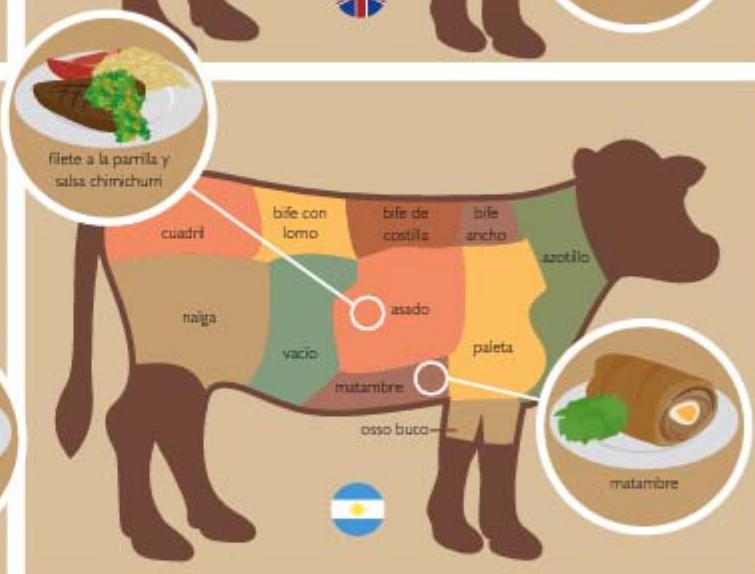 filete a la parrilla y
salsa chimichurri
cuadril
bife con
lomo
bife de
costilla
bife
ancho
azotillo
nalga
vacío
asado
paleta
matambre
osso buco
matambre